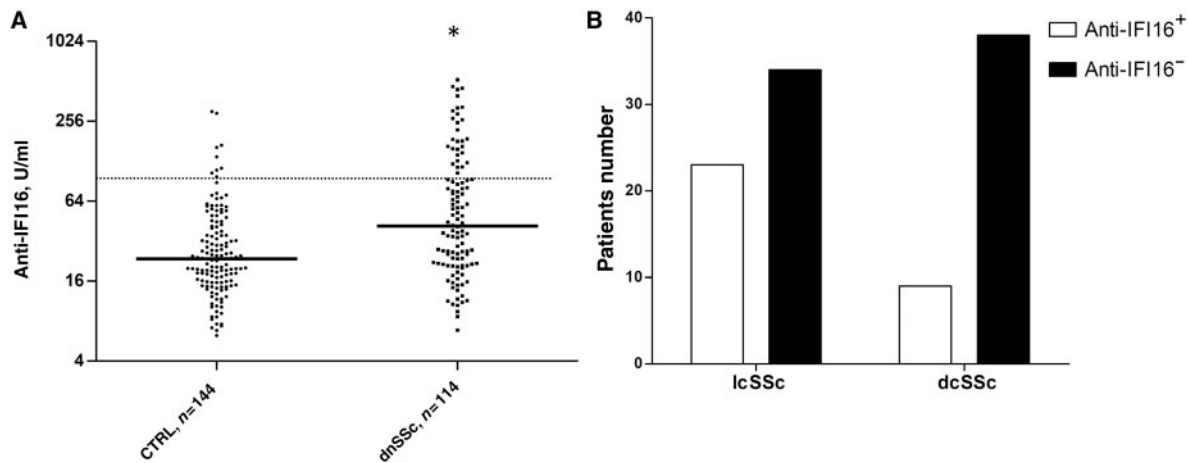 A
Anti-IFI16, U/ml
1024
256
64
16
4
*
CTRL, n=144
dnSSc, n=114
B
Patients number
40
30
20
10
0
lcSSc
dcSSc
Anti-IFI16⁺
Anti-IFI16⁻